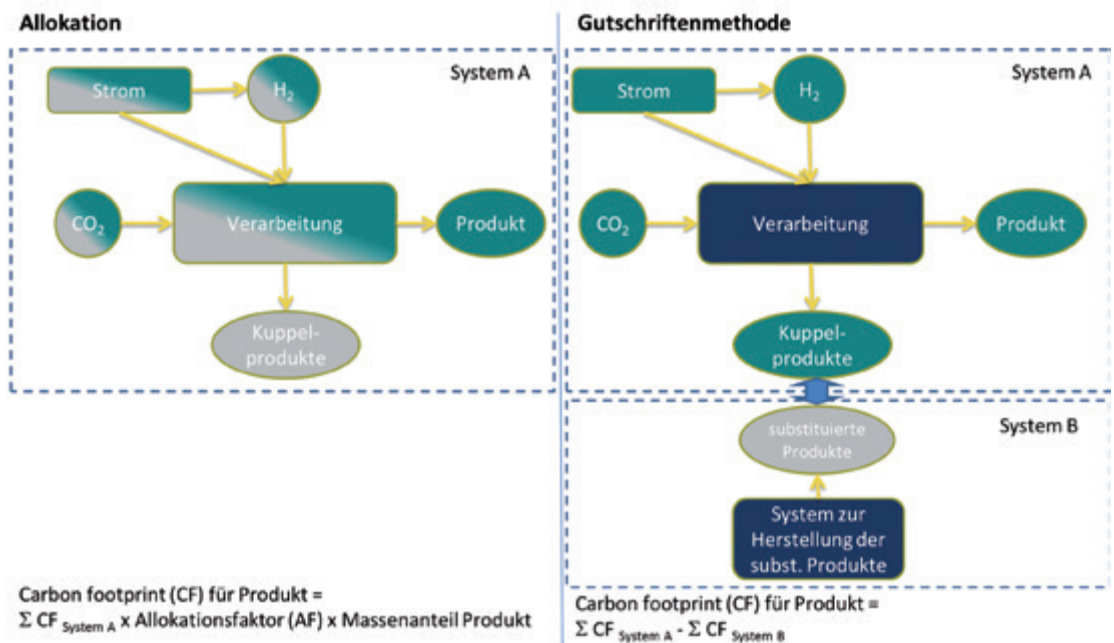 Allokation
System A
Strom
H₂
CO₂
Verarbeitung
Produkt
Kuppel-
produkte
Carbon footprint (CF) für Produkt =
Σ CF System A x Allokationsfaktor (AF) x Massenanteil Produkt
Gutschriftenmethode
System A
Strom
H₂
CO₂
Verarbeitung
Produkt
Kuppel-
produkte
System B
substituierte
Produkte
System zur
Herstellung der
subst. Produkte
Carbon footprint (CF) für Produkt =
Σ CF System A - Σ CF System B